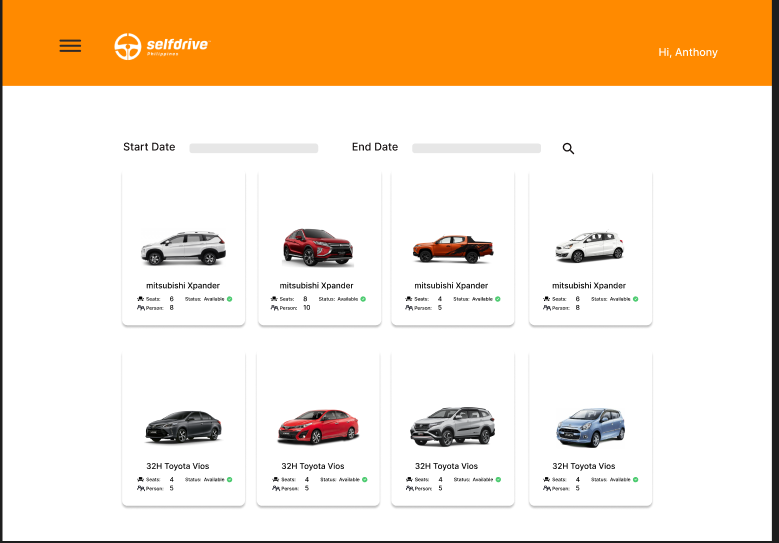 selfdrive
Philippines
Hi, Anthony
Start Date
End Date
mitsubishi Xpander
Seats: 6 Status: Available
Person: 8
mitsubishi Xpander
Seats: 8 Status: Available
Person: 10
mitsubishi Xpander
Seats: 4 Status: Available
Person: 5
mitsubishi Xpander
Seats: 6 Status: Available
Person: 8
32H Toyota Vios
Seats: 4 Status: Available
Person: 5
32H Toyota Vios
Seats: 4 Status: Available
Person: 5
32H Toyota Vios
Seats: 4 Status: Available
Person: 5
32H Toyota Vios
Seats: 4 Status: Available
Person: 5